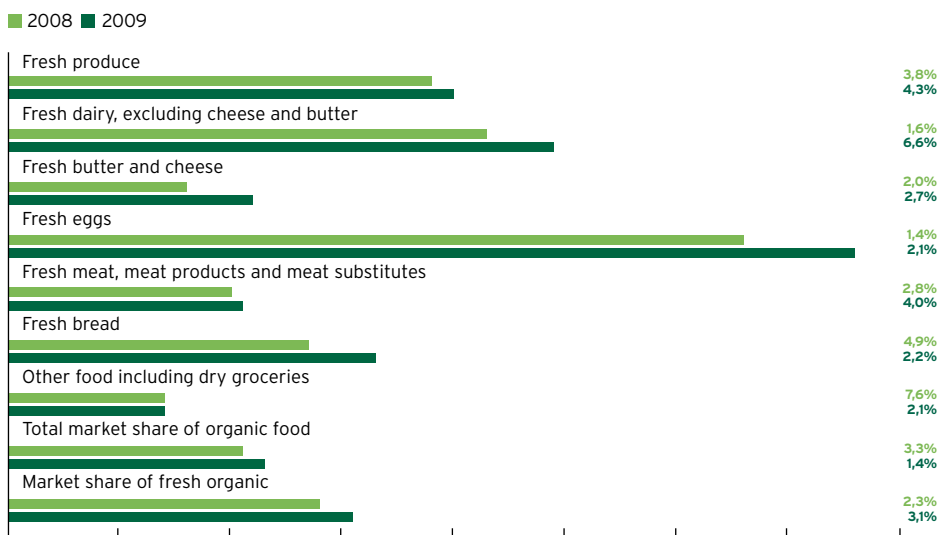 2008 2009
Fresh produce
3,8%
4,3%
Fresh dairy, excluding cheese and butter
1,6%
6,6%
Fresh butter and cheese
2,0%
2,7%
Fresh eggs
1,4%
2,1%
Fresh meat, meat products and meat substitutes
2,8%
4,0%
Fresh bread
4,9%
2,2%
Other food including dry groceries
7,6%
2,1%
Total market share of organic food
3,3%
1,4%
Market share of fresh organic
2,3%
3,1%